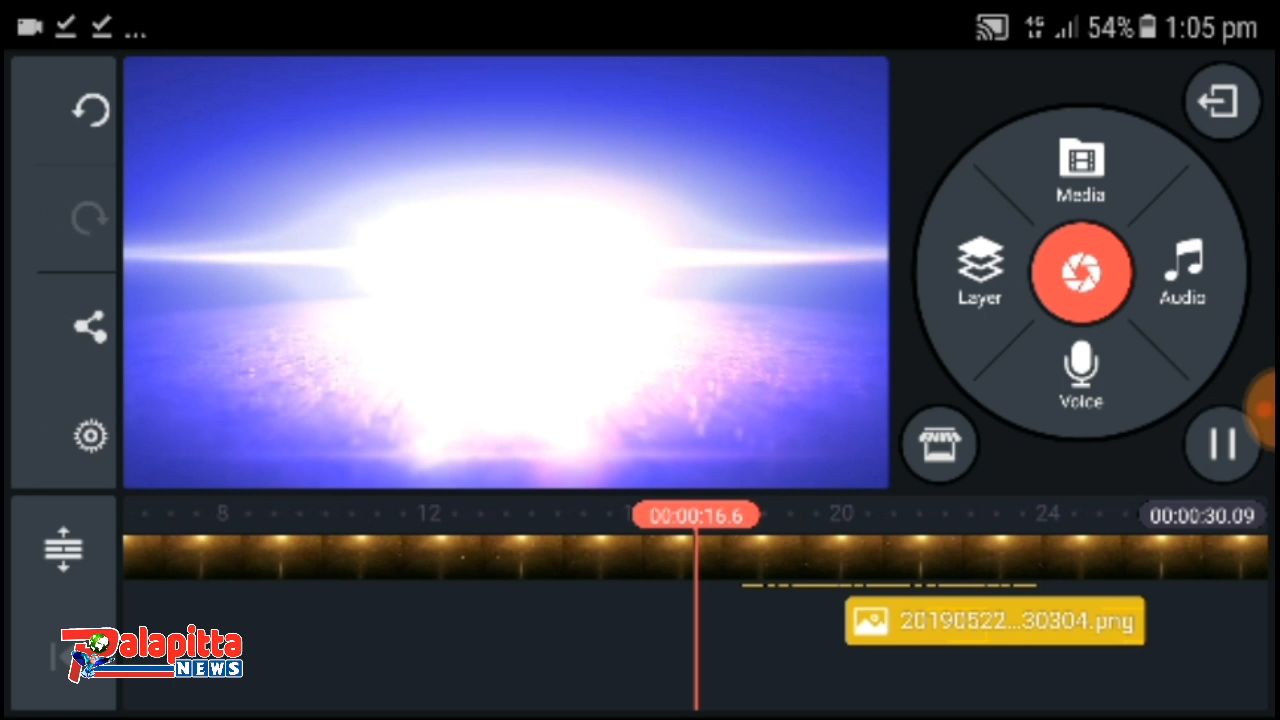 ... 4G 54% 1:05 pm
Media
Layer
Audio
Voice
8 12 00:00:16.6 20 24 00:00:30.09
20190522...30304.png
Palapitta
NEWS